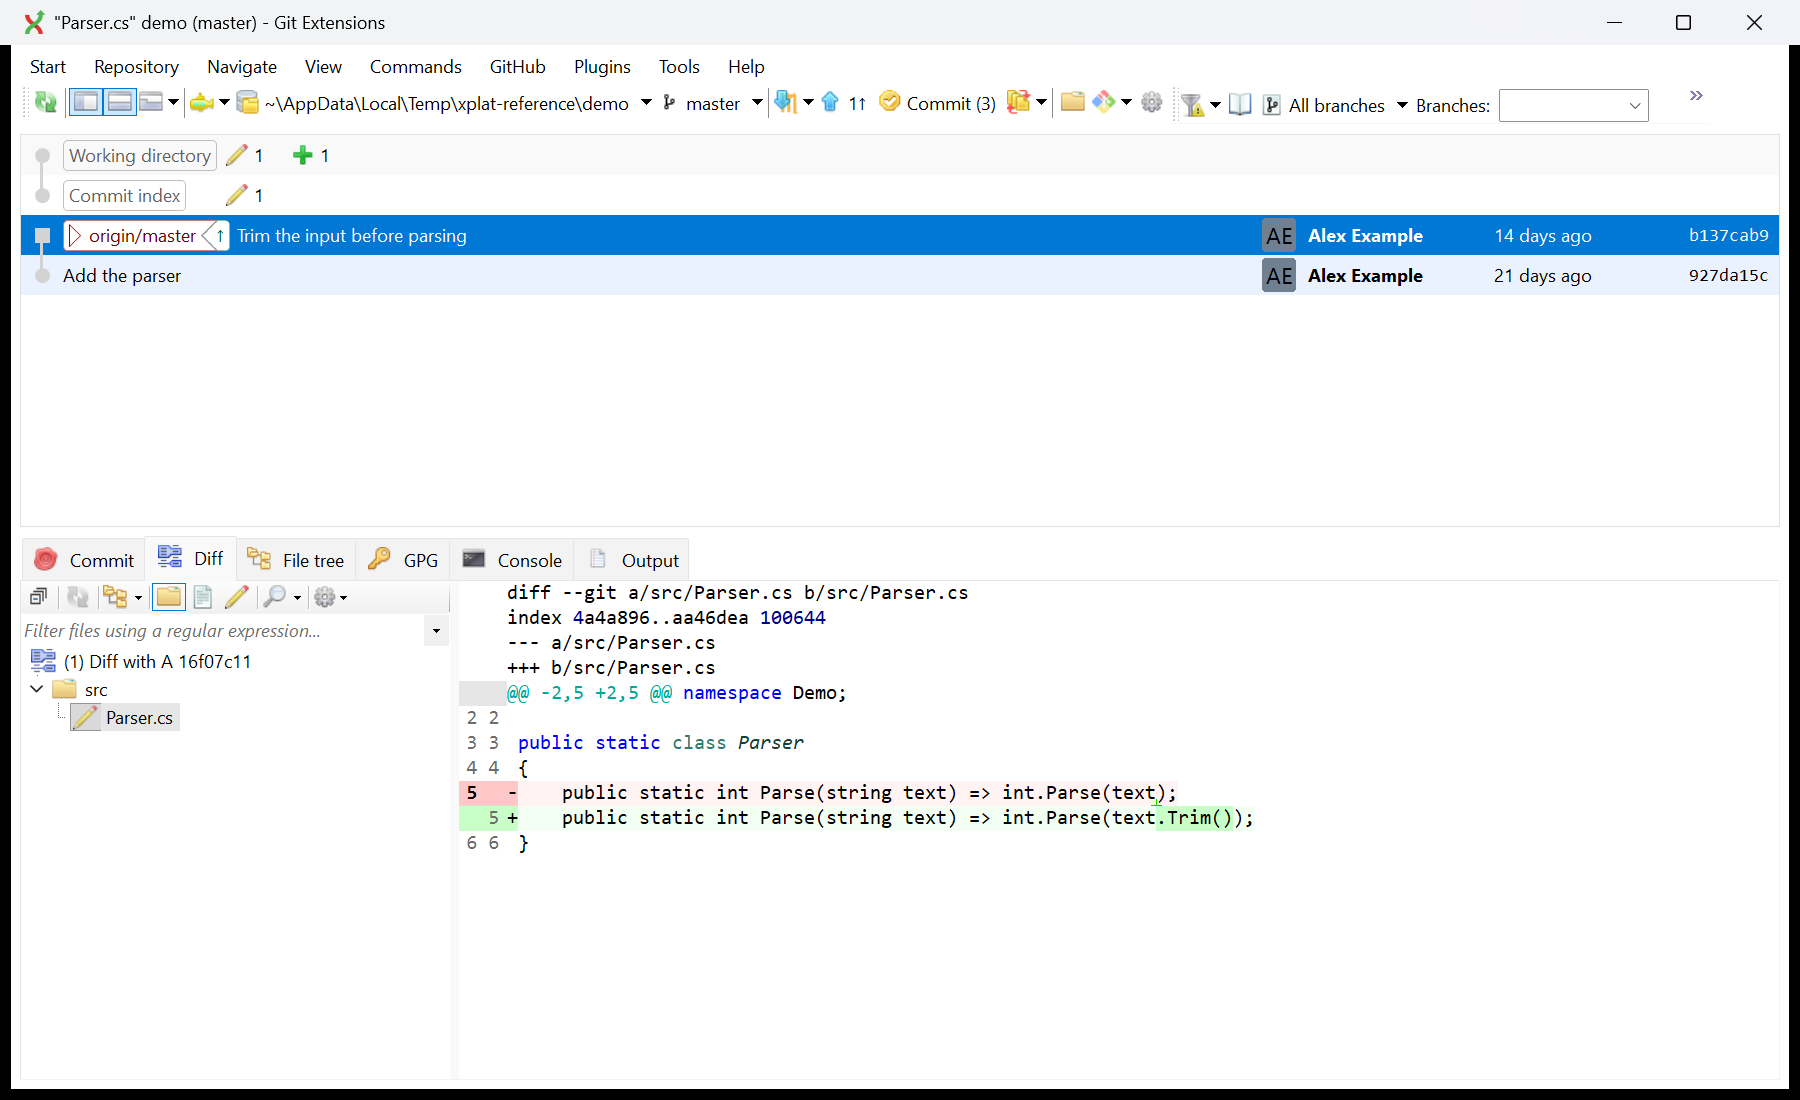 "Parser.cs" demo (master) - Git Extensions
Start Repository Navigate View Commands GitHub Plugins Tools Help
~\AppData\Local\Temp\xplat-reference\demo master 1↑ Commit (3) All branches Branches: »
Working directory 1 1
Commit index 1
origin/master ↑ Trim the input before parsing AE Alex Example 14 days ago b137cab9
Add the parser AE Alex Example 21 days ago 927da15c
Commit Diff File tree GPG Console Output
Filter files using a regular expression...
(1) Diff with A 16f07c11
src
Parser.cs
diff --git a/src/Parser.cs b/src/Parser.cs
index 4a4a896..aa46dea 100644
--- a/src/Parser.cs
+++ b/src/Parser.cs
@@ -2,5 +2,5 @@ namespace Demo;
2 2
3 3 public static class Parser
4 4 {
5 - public static int Parse(string text) => int.Parse(text);
5 + public static int Parse(string text) => int.Parse(text.Trim());
6 6 }